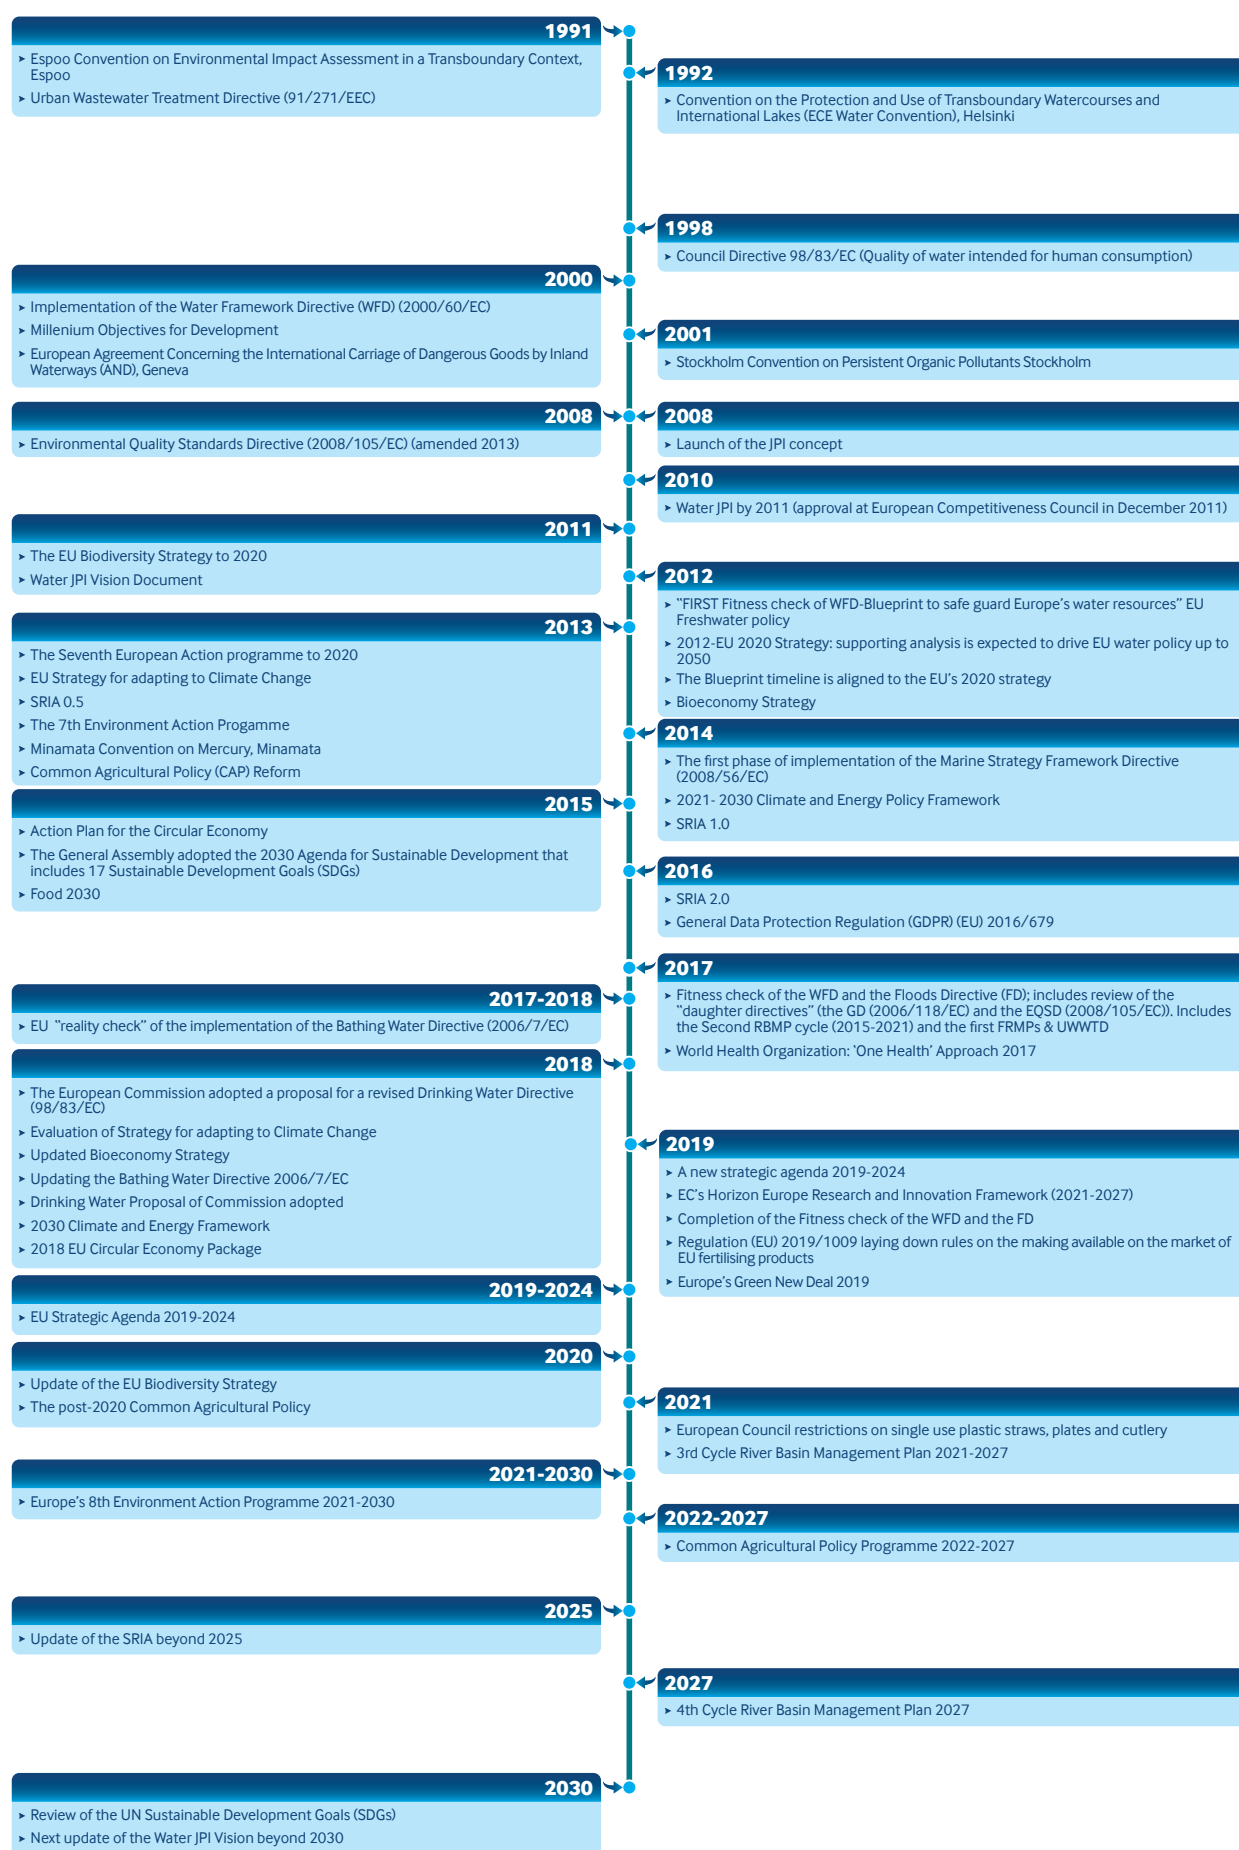 1991
➤ Espoo Convention on Environmental Impact Assessment in a Transboundary Context,
Espoo
➤ Urban Wastewater Treatment Directive (91/271/EEC)
1992
➤ Convention on the Protection and Use of Transboundary Watercourses and
International Lakes (ECE Water Convention), Helsinki
1998
➤ Council Directive 98/83/EC (Quality of water intended for human consumption)
2000
➤ Implementation of the Water Framework Directive (WFD) (2000/60/EC)
➤ Millenium Objectives for Development
➤ European Agreement Concerning the International Carriage of Dangerous Goods by Inland
Waterways (AND), Geneva
2001
➤ Stockholm Convention on Persistent Organic Pollutants Stockholm
2008
➤ Environmental Quality Standards Directive (2008/105/EC) (amended 2013)
2008
➤ Launch of the JPI concept
2010
➤ Water JPI by 2011 (approval at European Competitiveness Council in December 2011)
2011
➤ The EU Biodiversity Strategy to 2020
➤ Water JPI Vision Document
2012
➤ "FIRST Fitness check of WFD-Blueprint to safe guard Europe's water resources" EU
Freshwater policy
➤ 2012-EU 2020 Strategy: supporting analysis is expected to drive EU water policy up to
2050
➤ The Blueprint timeline is aligned to the EU's 2020 strategy
➤ Bioeconomy Strategy
2013
➤ The Seventh European Action programme to 2020
➤ EU Strategy for adapting to Climate Change
➤ SRIA 0.5
➤ The 7th Environment Action Progamme
➤ Minamata Convention on Mercury, Minamata
➤ Common Agricultural Policy (CAP) Reform
2014
➤ The first phase of implementation of the Marine Strategy Framework Directive
(2008/56/EC)
➤ 2021- 2030 Climate and Energy Policy Framework
➤ SRIA 1.0
2015
➤ Action Plan for the Circular Economy
➤ The General Assembly adopted the 2030 Agenda for Sustainable Development that
includes 17 Sustainable Development Goals (SDGs)
➤ Food 2030
2016
➤ SRIA 2.0
➤ General Data Protection Regulation (GDPR) (EU) 2016/679
2017
➤ Fitness check of the WFD and the Floods Directive (FD); includes review of the
"daughter directives" (the GD (2006/118/EC) and the EQSD (2008/105/EC)). Includes
the Second RBMP cycle (2015-2021) and the first FRMPs & UWWTD
➤ World Health Organization: 'One Health' Approach 2017
2017-2018
➤ EU "reality check" of the implementation of the Bathing Water Directive (2006/7/EC)
2018
➤ The European Commission adopted a proposal for a revised Drinking Water Directive
(98/83/EC)
➤ Evaluation of Strategy for adapting to Climate Change
➤ Updated Bioeconomy Strategy
➤ Updating the Bathing Water Directive 2006/7/EC
➤ Drinking Water Proposal of Commission adopted
➤ 2030 Climate and Energy Framework
➤ 2018 EU Circular Economy Package
2019
➤ A new strategic agenda 2019-2024
➤ EC's Horizon Europe Research and Innovation Framework (2021-2027)
➤ Completion of the Fitness check of the WFD and the FD
➤ Regulation (EU) 2019/1009 laying down rules on the making available on the market of
EU fertilising products
➤ Europe's Green New Deal 2019
2019-2024
➤ EU Strategic Agenda 2019-2024
2020
➤ Update of the EU Biodiversity Strategy
➤ The post-2020 Common Agricultural Policy
2021
➤ European Council restrictions on single use plastic straws, plates and cutlery
➤ 3rd Cycle River Basin Management Plan 2021-2027
2021-2030
➤ Europe's 8th Environment Action Programme 2021-2030
2022-2027
➤ Common Agricultural Policy Programme 2022-2027
2025
➤ Update of the SRIA beyond 2025
2027
➤ 4th Cycle River Basin Management Plan 2027
2030
➤ Review of the UN Sustainable Development Goals (SDGs)
➤ Next update of the Water JPI Vision beyond 2030